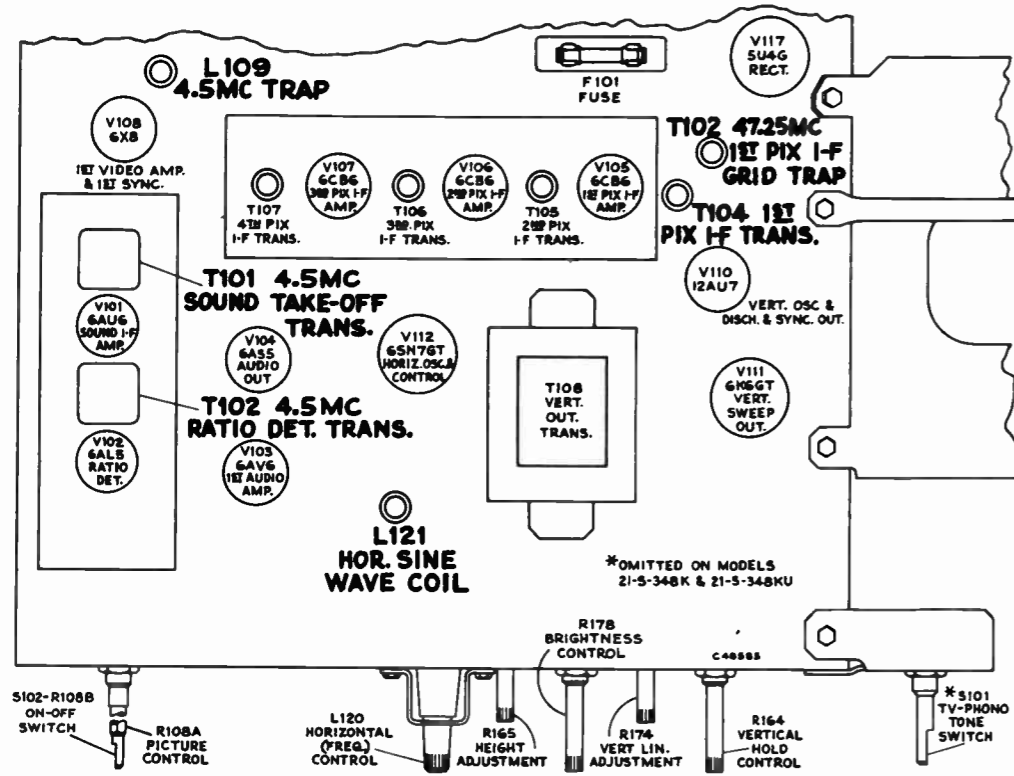 V117
5U4G
RECT.
F101
FUSE
L109
4.5MC TRAP
V108
6X8
1ST VIDEO AMP.
& 1ST SYNC.
T102 47.25MC
1ST PIX I-F
GRID TRAP
V107
6CB6
3RD PIX I-F
AMP.
V106
6CB6
2ND PIX I-F
AMP.
V105
6CB6
1ST PIX I-F
AMP.
T107
4TH PIX
I-F TRANS.
T106
3RD PIX
I-F TRANS.
T105
2ND PIX
I-F TRANS.
T104 1ST
PIX I-F TRANS.
V110
12AU7
VERT. OSC &
DISCH. & SYNC. OUT.
T101 4.5MC
SOUND TAKE-OFF
TRANS.
V101
6AU6
SOUND I-F
AMP.
V104
6AS5
AUDIO
OUT
V112
6SN7GT
HORIZ. OSC &
CONTROL
T108
VERT.
OUT.
TRANS.
V111
6K6GT
VERT.
SWEEP
OUT.
T102 4.5MC
RATIO DET. TRANS.
V102
6AL5
RATIO
DET.
V103
6AV6
1ST AUDIO
AMP.
L121
HOR. SINE
WAVE COIL
*OMITTED ON MODELS
21-S-348K & 21-S-348KU
R178
BRIGHTNESS
CONTROL
C48585
S102-R108B
ON-OFF
SWITCH
R108A
PICTURE
CONTROL
L120
HORIZONTAL
(FREQ.)
CONTROL
R165
HEIGHT
ADJUSTMENT
R174
VERT LIN.
ADJUSTMENT
R164
VERTICAL
HOLD
CONTROL
*S101
TV-PHONO
TONE
SWITCH